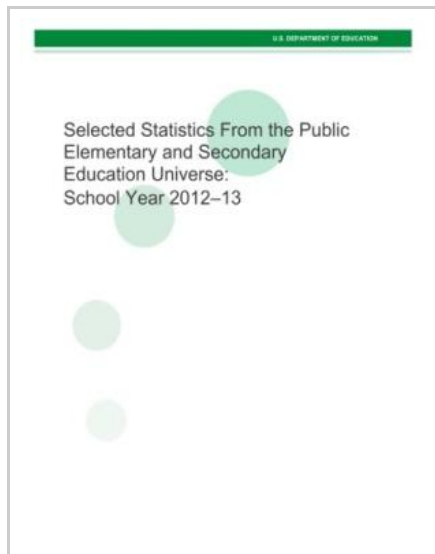 U.S. DEPARTMENT OF EDUCATION
Selected Statistics From the Public
Elementary and Secondary
Education Universe:
School Year 2012–13